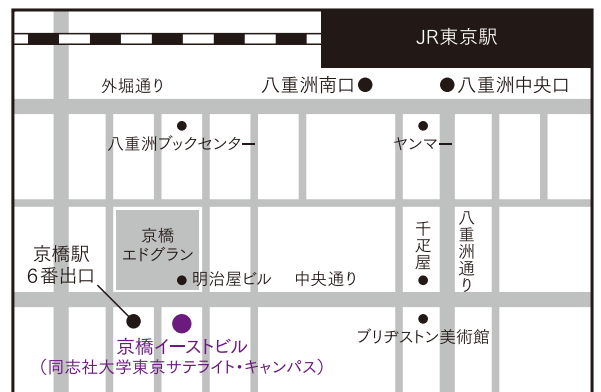 JR東京駅
外堀通り
八重洲南口
八重洲中央口
八重洲ブックセンター
ヤンマー
京橋
エドグラン
千疋屋
八重洲通り
京橋駅
6番出口
明治屋ビル
中央通り
京橋イーストビル
(同志社大学東京サテライト・キャンパス)
ブリヂストン美術館